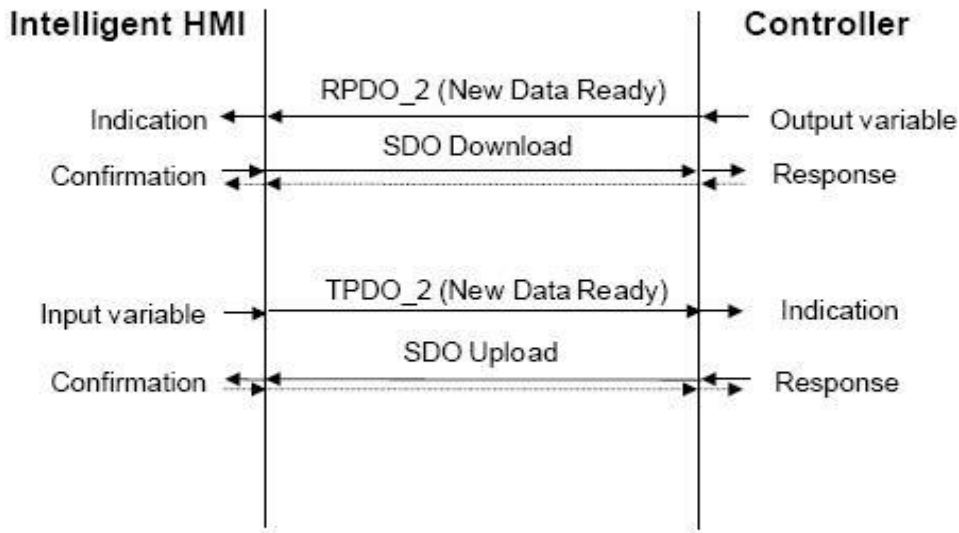 Intelligent HMI Controller
RPDO_2 (New Data Ready)
Indication Output variable
SDO Download
Confirmation Response
TPDO_2 (New Data Ready)
Input variable Indication
SDO Upload
Confirmation Response